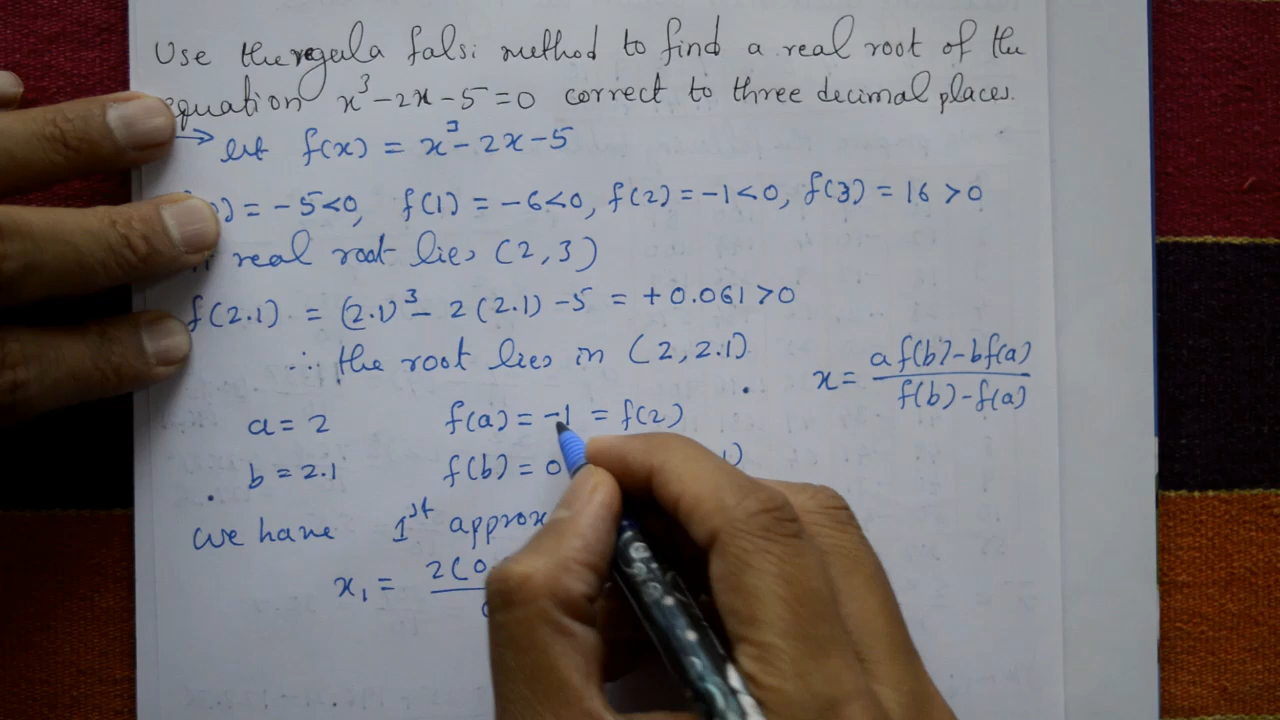 Use the regula falsi method to find a real root of the
equation x³-2x-5=0 correct to three decimal places.
→ let f(x) = x³-2x-5
0) = -5<0, f(1) = -6<0, f(2) = -1<0, f(3) = 16 >0
real root lies (2,3)
f(2.1) = (2.1)³- 2(2.1) -5 = +0.061>0
∴ the root lies in (2,2.1).
x = af(b)-bf(a) / f(b)-f(a)
a = 2 f(a) = -1 = f(2)
b = 2.1 f(b) = 0
we have 1st approx
x₁ = 2(0